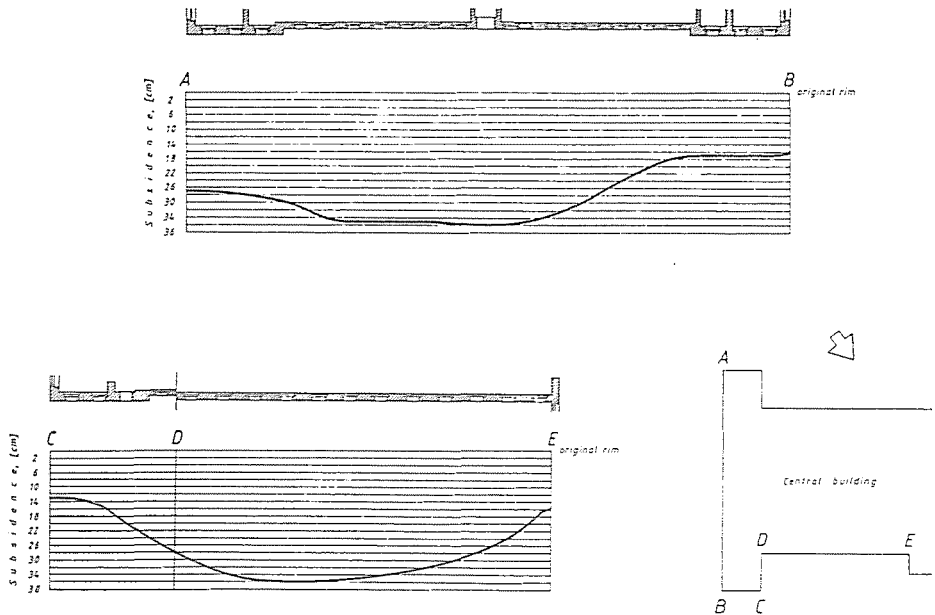 A B
original rim
Subsidence, [cm]
2
6
10
14
18
22
26
30
34
36
C D E
original rim
Subsidence, [cm]
2
6
10
14
18
22
26
30
34
38
A
Central building
D E
B C